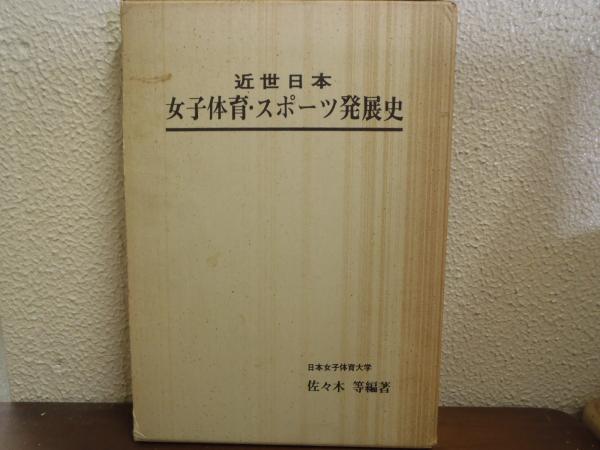 近世日本
女子体育・スポーツ発展史
日本女子体育大学
佐々木 等編著